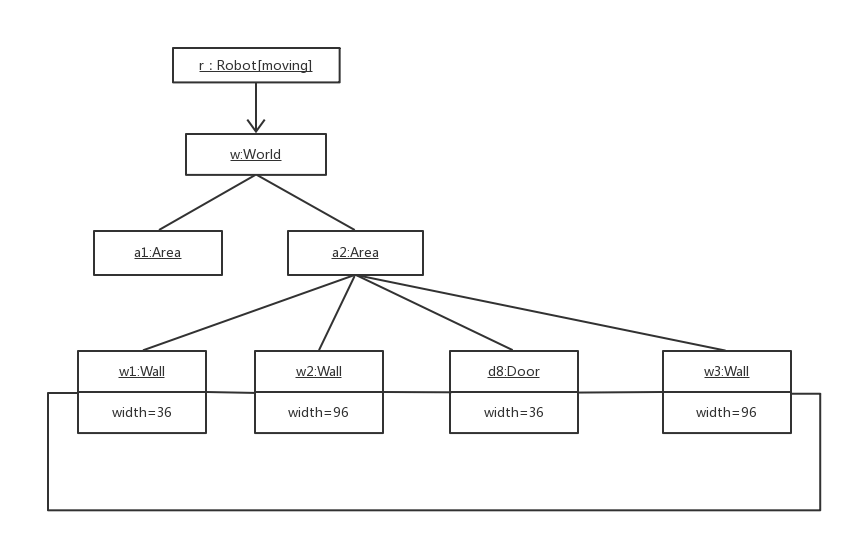 r : Robot[moving]
w:World
a1:Area
a2:Area
w1:Wall
w2:Wall
d8:Door
w3:Wall
width=36
width=96
width=36
width=96